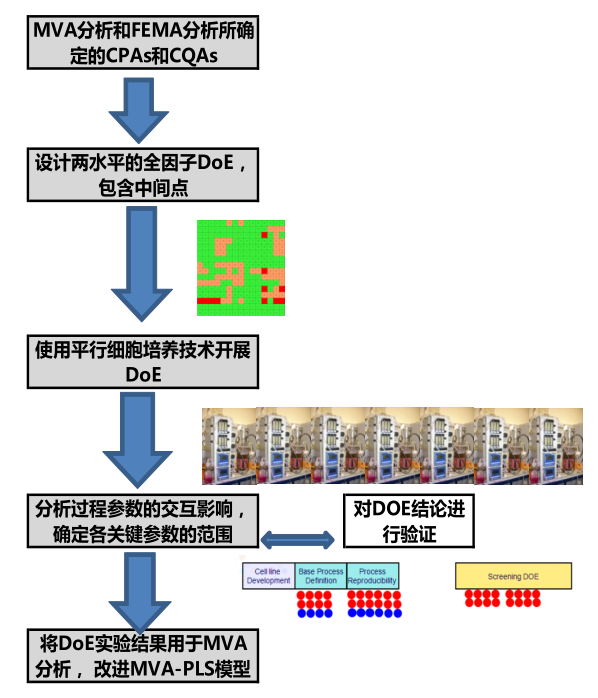 MVA分析和FEMA分析所确
定的CPAs和CQAs
设计两水平的全因子DoE，
包含中间点
使用平行细胞培养技术开展
DoE
分析过程参数的交互影响，
确定各关键参数的范围
对DOE结论进
行验证
Cell line
Development
Base Process
Definition
Process
Reproducibility
Screening DOE
将DoE实验结果用于MVA
分析， 改进MVA-PLS模型